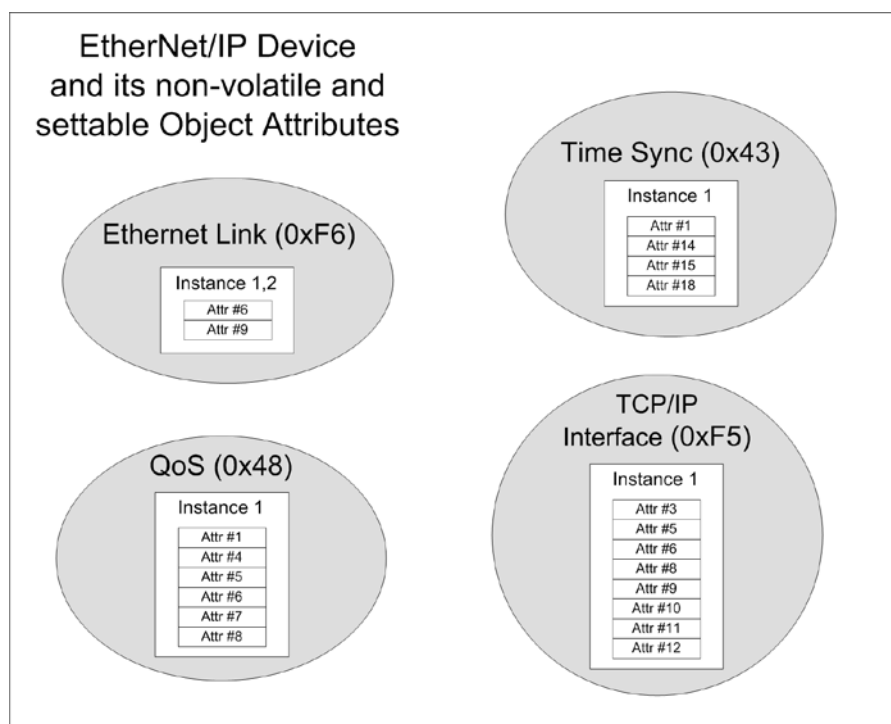 EtherNet/IP Device
and its non-volatile and
settable Object Attributes
Ethernet Link (0xF6)
Instance 1,2
Attr #6
Attr #9
Time Sync (0x43)
Instance 1
Attr #1
Attr #14
Attr #15
Attr #18
QoS (0x48)
Instance 1
Attr #1
Attr #4
Attr #5
Attr #6
Attr #7
Attr #8
TCP/IP
Interface (0xF5)
Instance 1
Attr #3
Attr #5
Attr #6
Attr #8
Attr #9
Attr #10
Attr #11
Attr #12